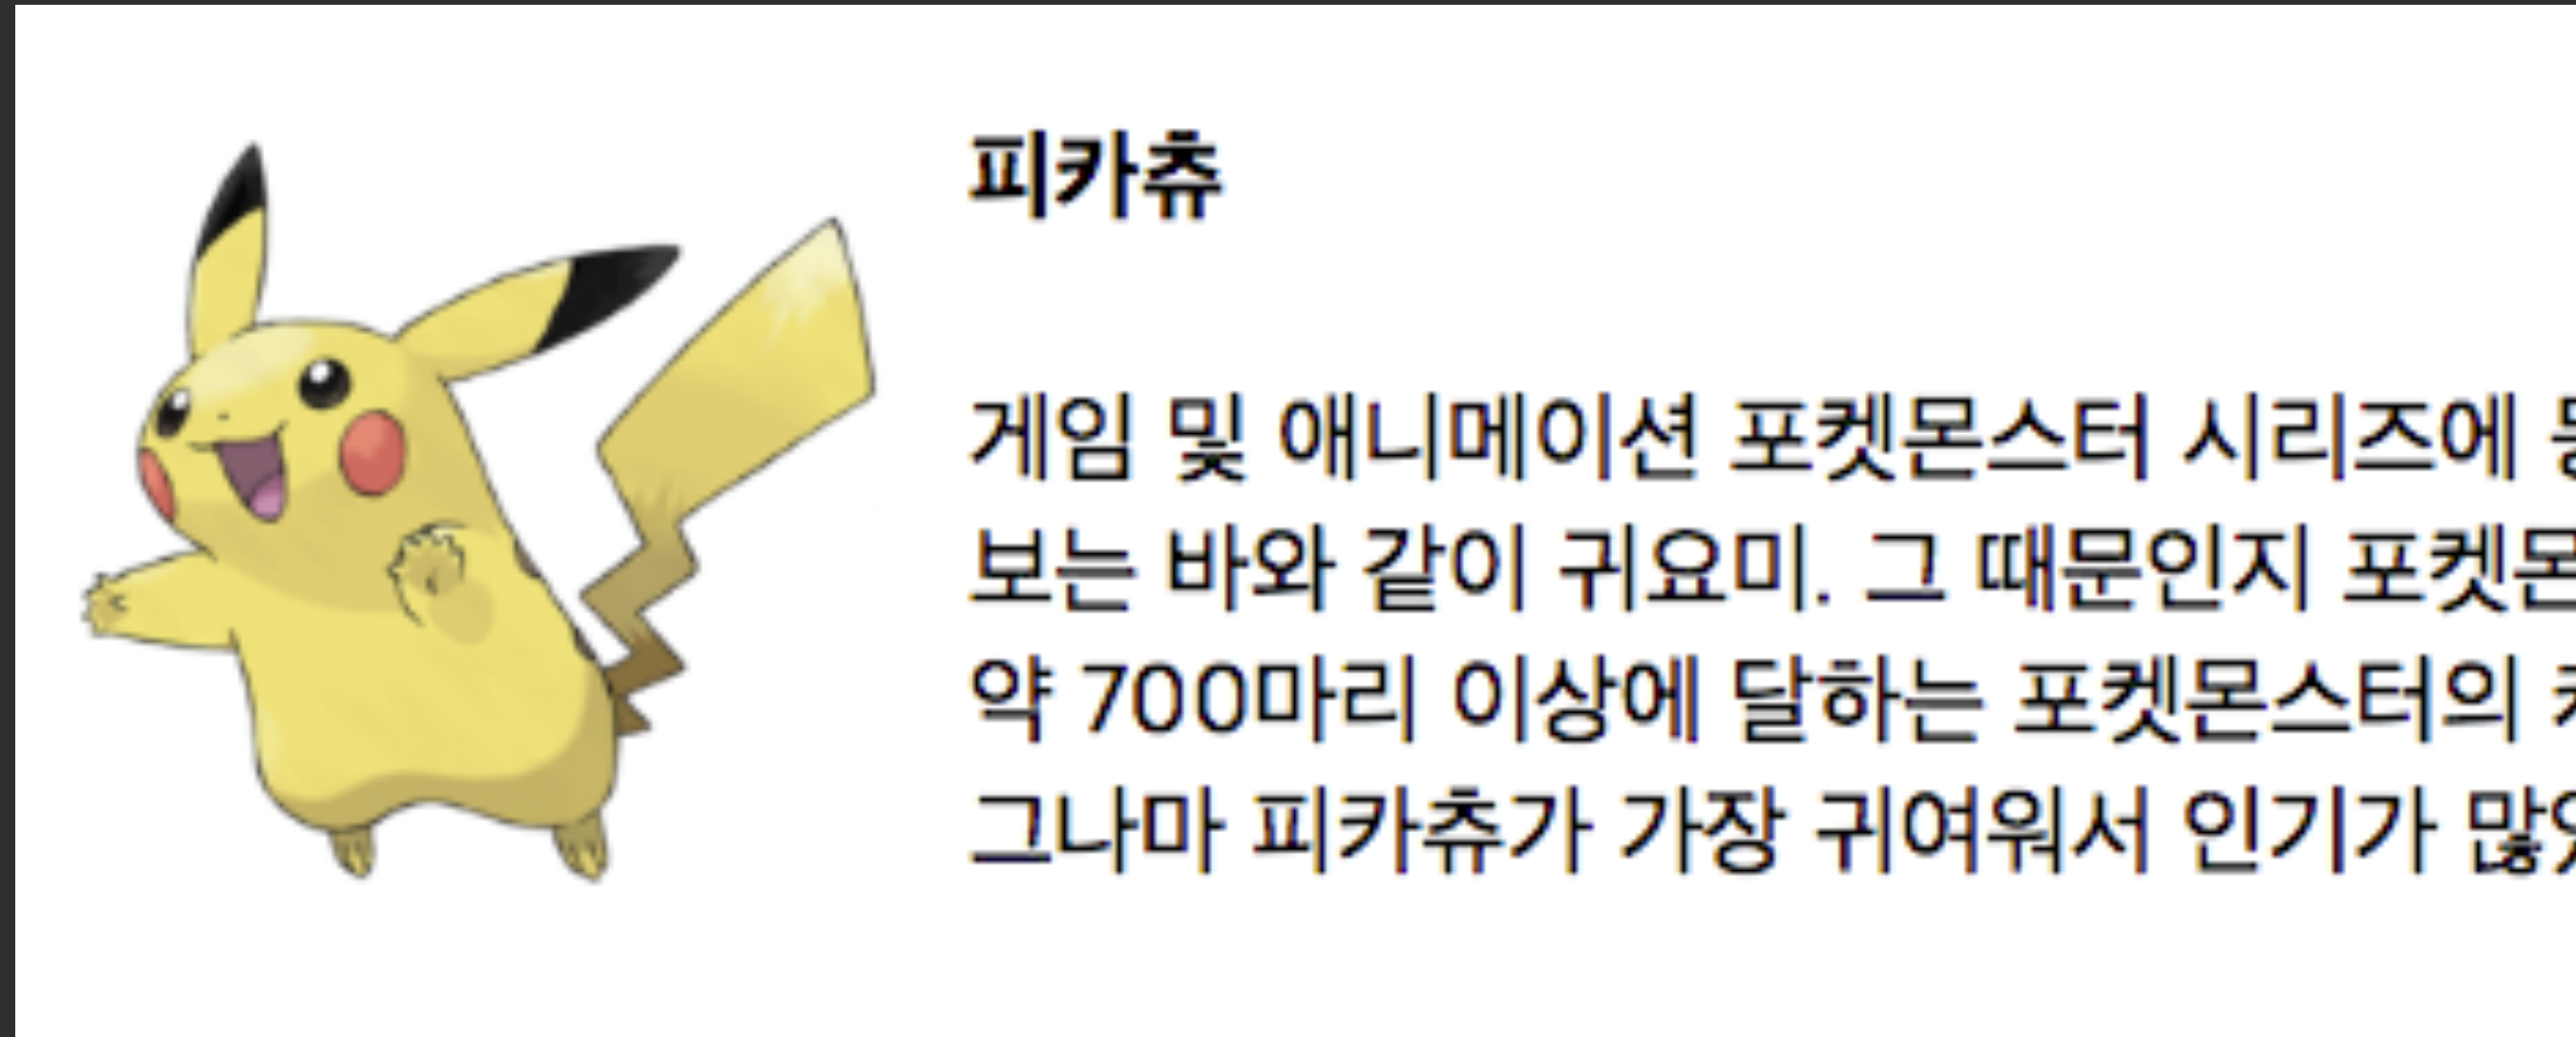 피카츄
게임 및 애니메이션 포켓몬스터 시리즈에
보는 바와 같이 귀요미. 그 때문인지
약 700마리 이상에 달하는 포켓몬스터의
그나마 피카츄가 가장 귀여워서 인기가